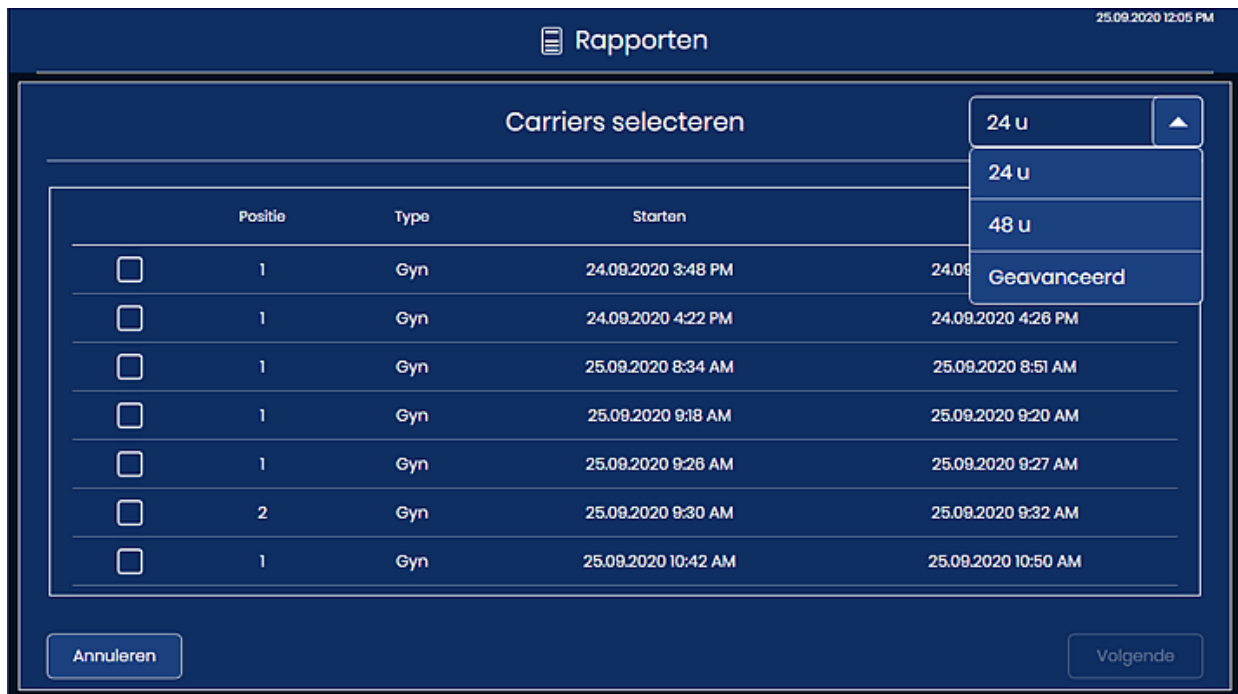 25.09.2020 12:05 PM
Rapporten
Carriers selecteren
24 u
24 u
48 u
Geavanceerd
Positie Type Starten
1 Gyn 24.09.2020 3:48 PM 24.09
1 Gyn 24.09.2020 4:22 PM 24.09.2020 4:26 PM
1 Gyn 25.09.2020 8:34 AM 25.09.2020 8:51 AM
1 Gyn 25.09.2020 9:18 AM 25.09.2020 9:20 AM
1 Gyn 25.09.2020 9:26 AM 25.09.2020 9:27 AM
2 Gyn 25.09.2020 9:30 AM 25.09.2020 9:32 AM
1 Gyn 25.09.2020 10:42 AM 25.09.2020 10:50 AM
Annuleren
Volgende